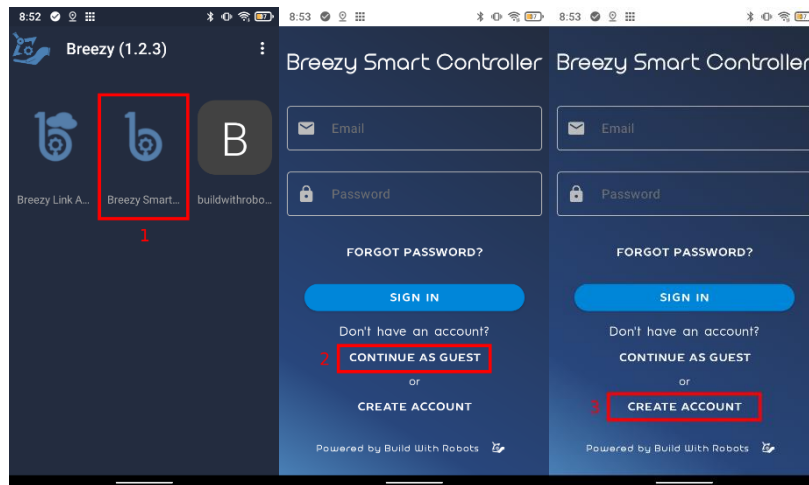 8:52
7
Breezy (1.2.3)
B
Breezy Link A...
Breezy Smart...
buildwithrobo...
1
8:53
7
Breezy Smart Controller
Email
Password
FORGOT PASSWORD?
SIGN IN
Don't have an account?
2
CONTINUE AS GUEST
or
CREATE ACCOUNT
Powered by Build With Robots
8:53
7
Breezy Smart Controller
Email
Password
FORGOT PASSWORD?
SIGN IN
Don't have an account?
CONTINUE AS GUEST
or
3
CREATE ACCOUNT
Powered by Build With Robots